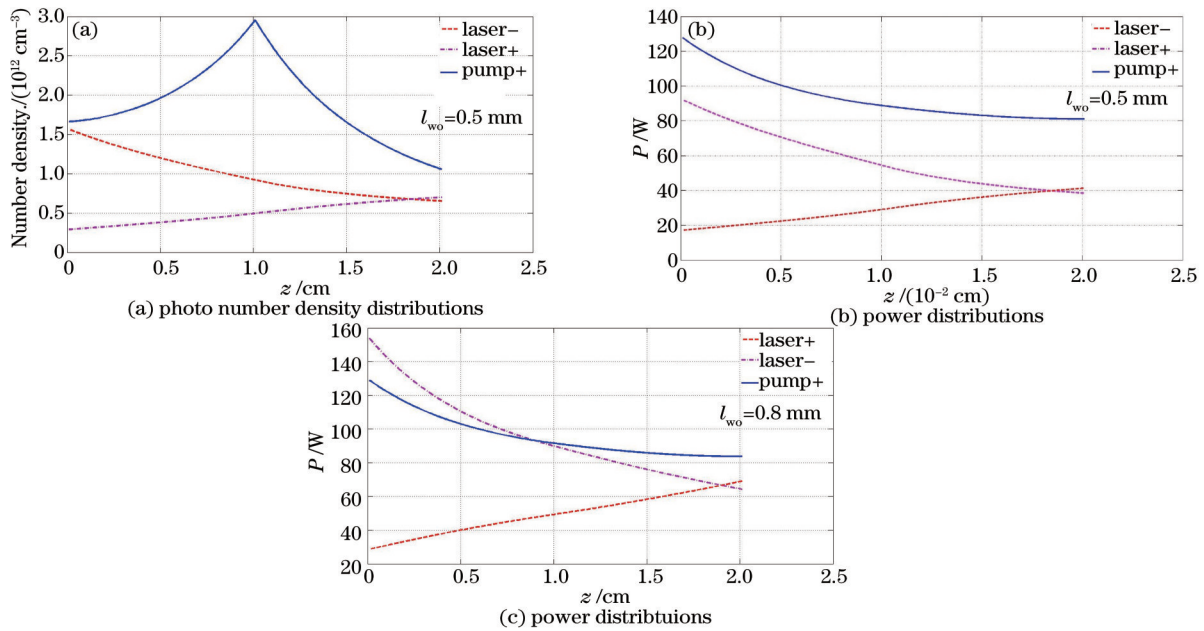 (a)
laser−
laser+
pump+
l_wo=0.5 mm
Number density./(10¹² cm⁻³)
3.0
2.5
2.0
1.5
1.0
0.5
0
0 0.5 1.0 1.5 2.0 2.5
z /cm
(a) photo number density distributions
(b)
laser−
laser+
pump+
l_wo=0.5 mm
P /W
140
120
100
80
60
40
20
0
0 0.5 1.0 1.5 2.0 2.5
z /(10⁻² cm)
(b) power distributions
laser+
laser−
pump+
l_wo=0.8 mm
P /W
160
140
120
100
80
60
40
20
0 0.5 1.0 1.5 2.0 2.5
z /cm
(c) power distribtuions